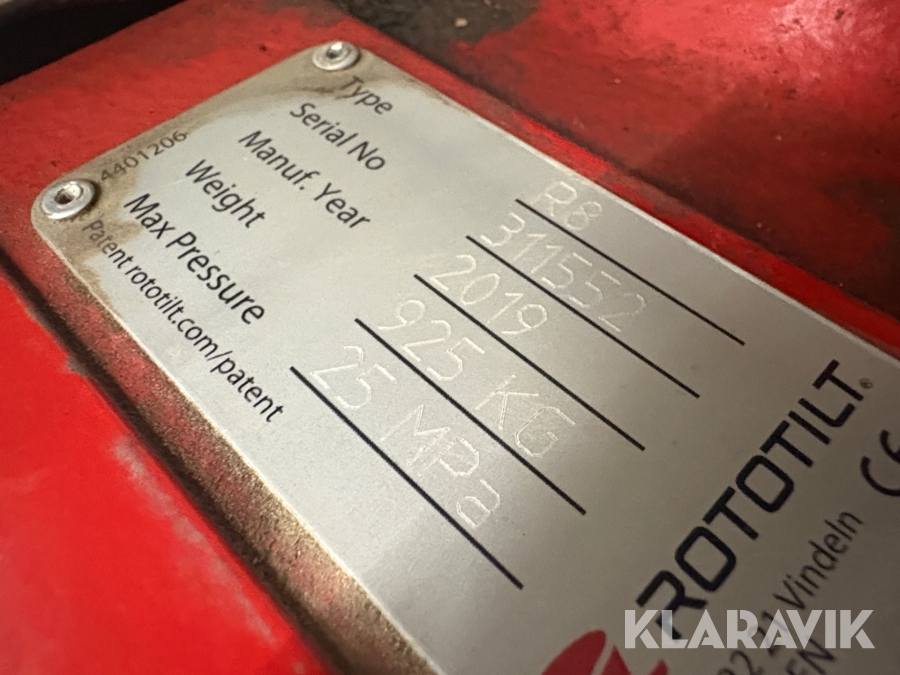 Type R8
Serial No 311552
Manuf. Year 2019
Weight 925 KG
Max Pressure 25 MPa
4401206
Patent rototilt.com/patent
ROTOTILT®
Vindeln
CE
KLARAVIK